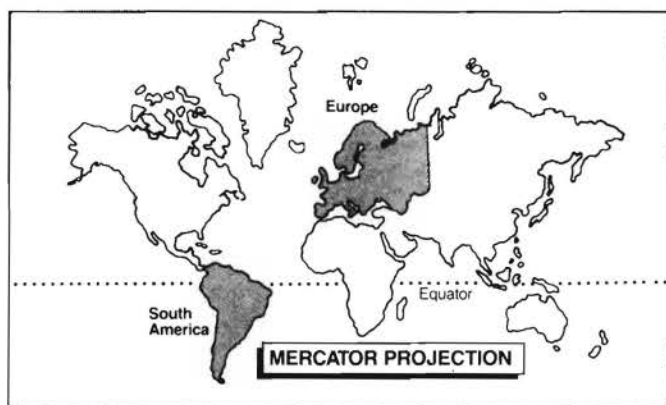 Europe
Equator
South
America
MERCATOR PROJECTION